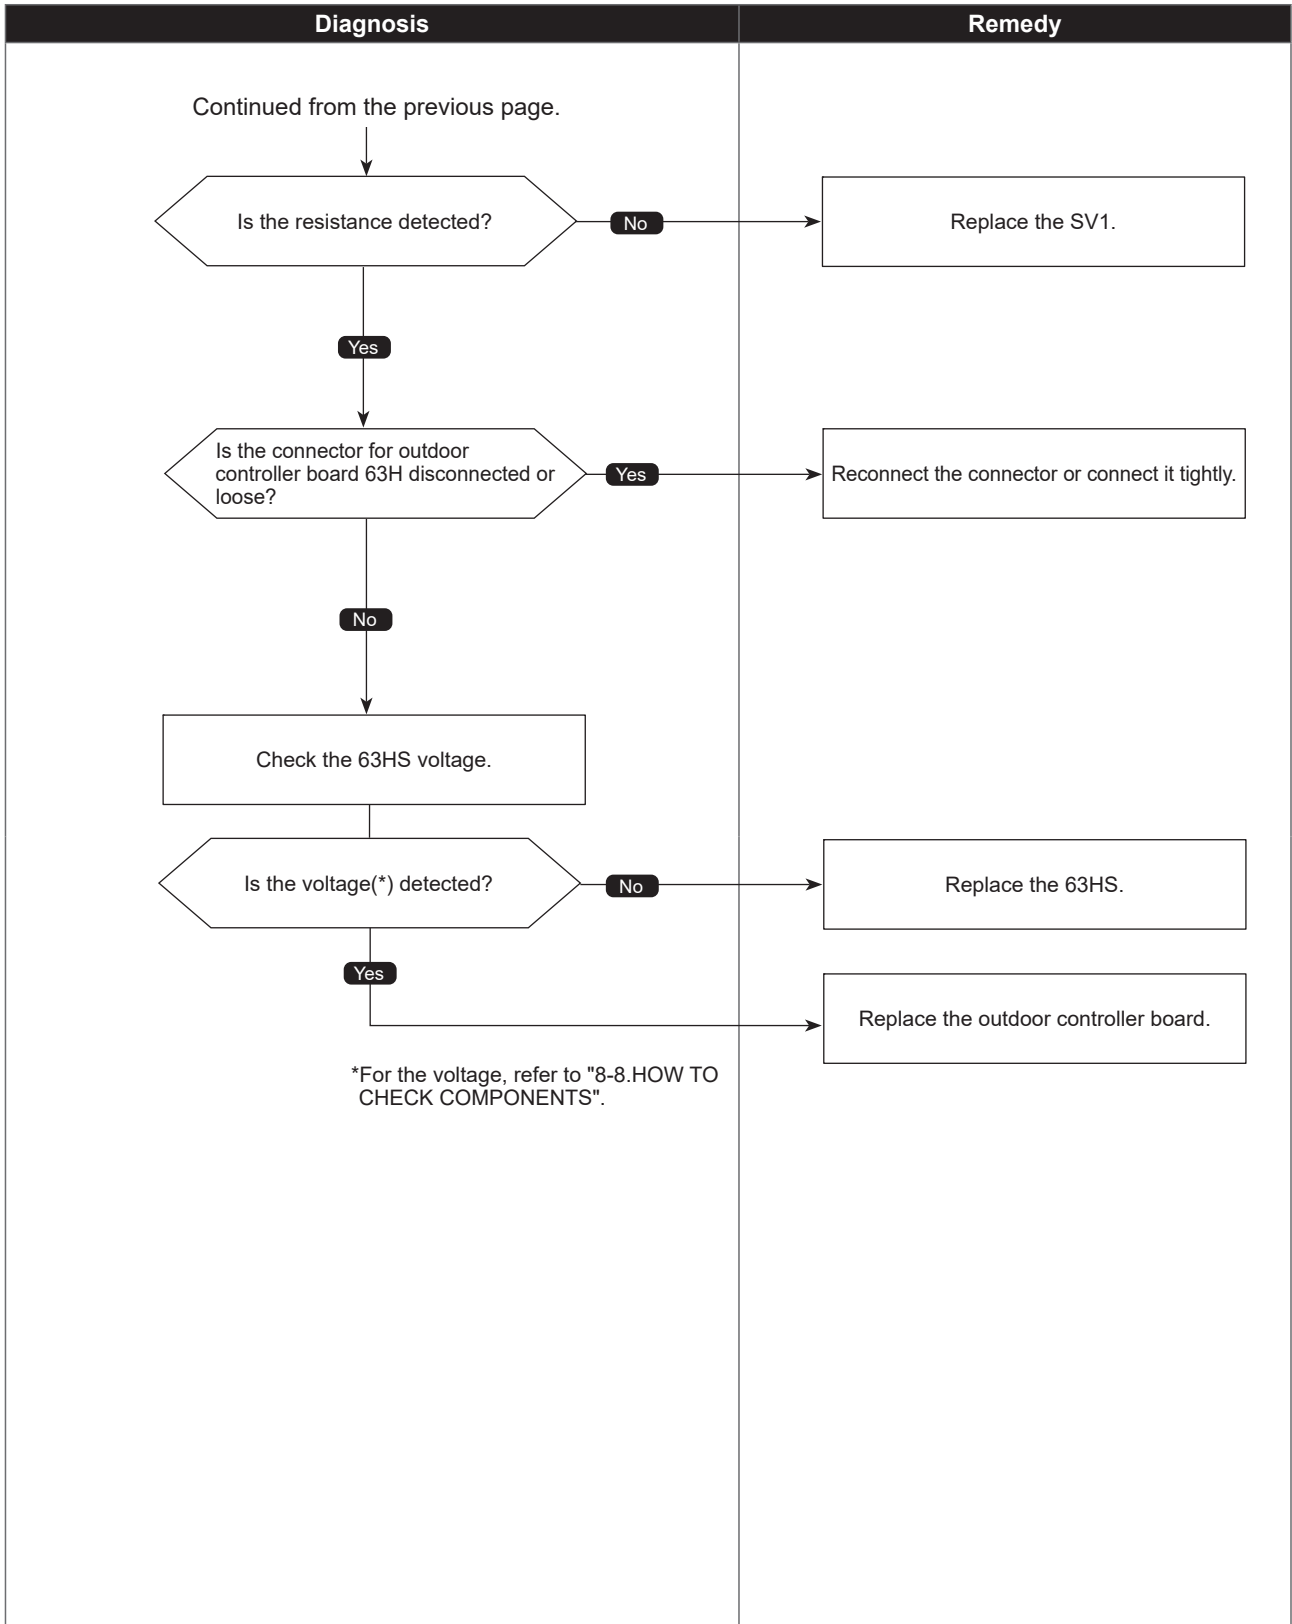 Diagnosis
Remedy
Continued from the previous page.
Is the resistance detected?
No
Replace the SV1.
Yes
Is the connector for outdoor
controller board 63H disconnected or
loose?
Yes
Reconnect the connector or connect it tightly.
No
Check the 63HS voltage.
Is the voltage(*) detected?
No
Replace the 63HS.
Yes
Replace the outdoor controller board.
*For the voltage, refer to "8-8.HOW TO
CHECK COMPONENTS".